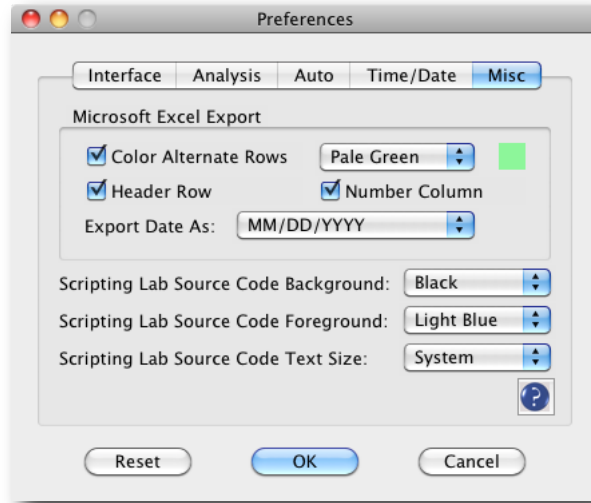 Preferences
Interface Analysis Auto Time/Date Misc
Microsoft Excel Export
Color Alternate Rows Pale Green
Header Row Number Column
Export Date As: MM/DD/YYYY
Scripting Lab Source Code Background: Black
Scripting Lab Source Code Foreground: Light Blue
Scripting Lab Source Code Text Size: System
?
Reset OK Cancel